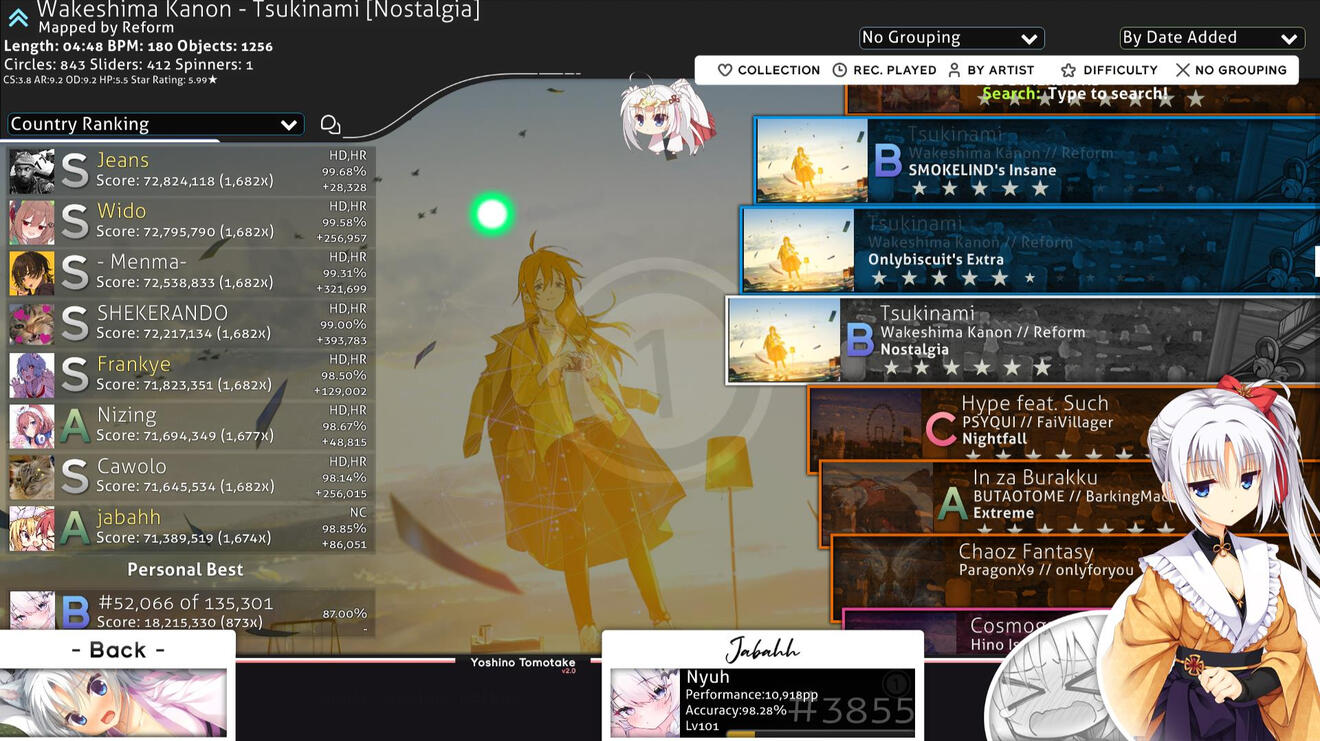 Wakeshima Kanon - Tsukinami [Nostalgia]
Mapped by Reform
Length: 04:48 BPM: 180 Objects: 1256
Circles: 843 Sliders: 412 Spinners: 1
CS:3.8 AR:9.2 OD:9.2 HP:5.5 Star Rating: 5.99★
No Grouping
By Date Added
COLLECTION REC. PLAYED BY ARTIST DIFFICULTY NO GROUPING
Search: Type to search!
Country Ranking
S Jeans HD,HR
Score: 72,824,118 (1,682x) 99.68%
+28,328
S Wido HD,HR
Score: 72,795,790 (1,682x) 99.58%
+256,957
S - Menma- HD,HR
Score: 72,538,833 (1,682x) 99.31%
+321,699
S SHEKERANDO HD,HR
Score: 72,217,134 (1,682x) 99.00%
+393,783
S Frankye HD,HR
Score: 71,823,351 (1,682x) 98.50%
+129,002
A Nizing HD,HR
Score: 71,694,349 (1,677x) 98.67%
+48,815
S Cawolo HD,HR
Score: 71,645,534 (1,682x) 98.14%
+256,015
A jabahh NC
Score: 71,389,519 (1,674x) 98.85%
+86,051
Personal Best
B #52,066 of 135,301 87.00%
Score: 18,215,330 (873x) -
1
Tsukinami
Wakeshima Kanon // Reform
B SMOKELIND's Insane
Tsukinami
Wakeshima Kanon // Reform
Onlybiscuit's Extra
Tsukinami
B Wakeshima Kanon // Reform
Nostalgia
Hype feat. Such
C PSYQUI // FaiVillager
Nightfall
In za Burakku
A BUTAOTOME // BarkingMad
Extreme
Chaoz Fantasy
ParagonX9 // onlyforyou
Cosmog
Hino Is
- Back -
Yoshino Tomotake
v2.0
Jabahh
Nyuh
Performance:10,918pp
Accuracy:98.28% #3855
Lv101